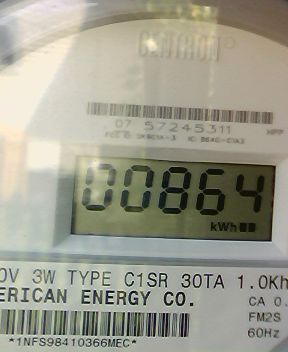 CENTRON
07 57245311
00864
kWh
0V 3W TYPE C1SR 30TA 1.0Kh
ERICAN ENERGY CO.
CA 0.
FM2S
60Hz
*1NFS98410366MEC*